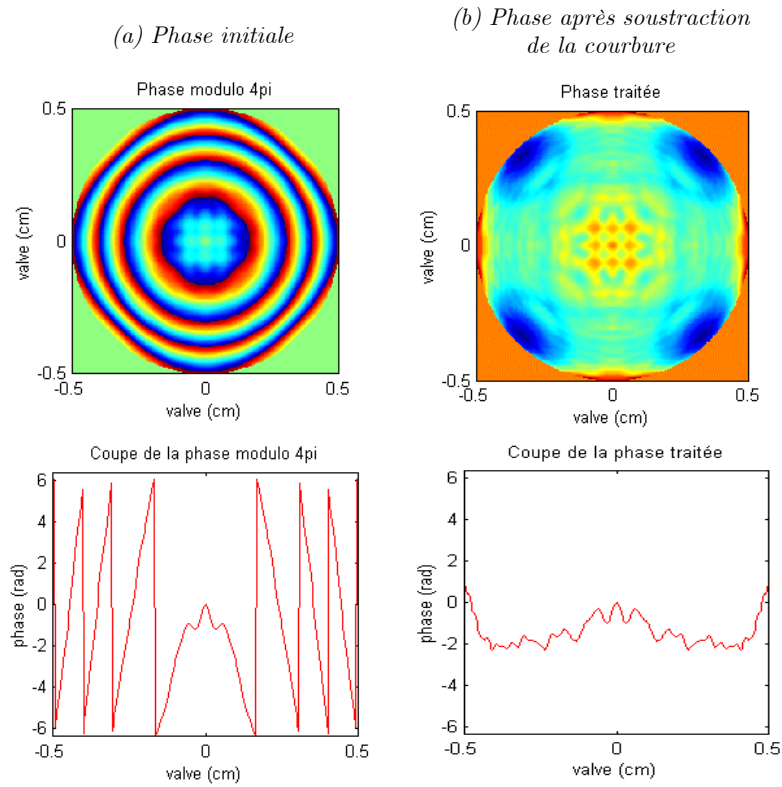 (a) Phase initiale
(b) Phase après soustraction
de la courbure
Phase modulo 4pi
0.5
valve (cm)
0
-0.5
-0.5
0
0.5
valve (cm)
Phase traitée
0.5
valve (cm)
0
-0.5
-0.5
0
0.5
valve (cm)
Coupe de la phase modulo 4pi
6
4
2
0
-2
-4
-6
phase (rad)
-0.5
0
0.5
valve (cm)
Coupe de la phase traitée
6
4
2
0
-2
-4
-6
phase (rad)
-0.5
0
0.5
valve (cm)